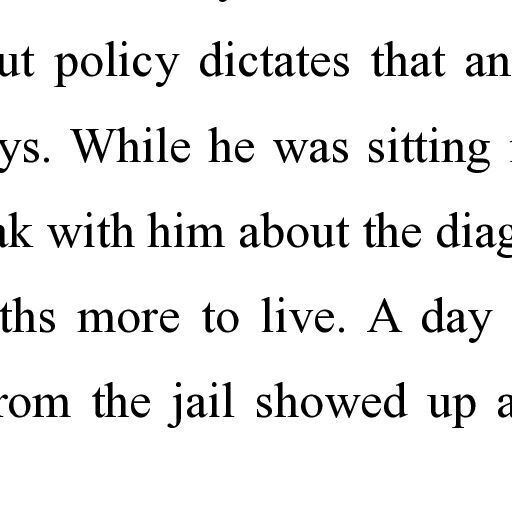 ut policy dictates that an
ys. While he was sitting
ak with him about the diag
ths more to live. A day
rom the jail showed up a